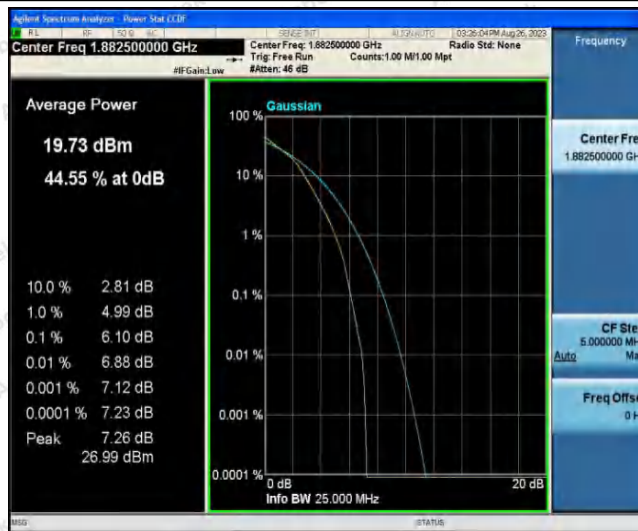 Agilent Spectrum Analyzer - Power Stat CCDF
RL RF 50 Ω AC SENSE:INT ALIGNAUTO 03:26:04 PM Aug 26, 2023
Center Freq 1.882500000 GHz
Center Freq: 1.882500000 GHz Radio Std: None
Trig: Free Run Counts:1.00 M/1.00 Mpt
#IFGain:Low #Atten: 46 dB
Frequency
Average Power
19.73 dBm
44.55 % at 0dB
10.0 % 2.81 dB
1.0 % 4.99 dB
0.1 % 6.10 dB
0.01 % 6.88 dB
0.001 % 7.12 dB
0.0001 % 7.23 dB
Peak 7.26 dB
26.99 dBm
Gaussian
100 %
10 %
1 %
0.1 %
0.01 %
0.001 %
0.0001 %
0 dB 20 dB
Info BW 25.000 MHz
Center Fre
1.882500000 GH
CF Ste
5.000000 MH
Auto Ma
Freq Offs
0 H
MSG STATUS